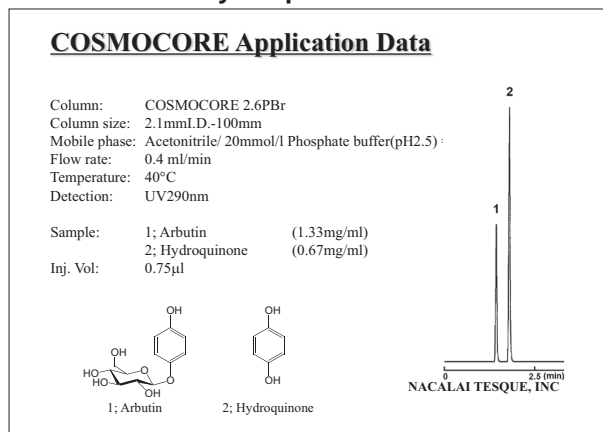 COSMOCORE Application Data
Column: COSMOCORE 2.6PBr
Column size: 2.1mmI.D.-100mm
Mobile phase: Acetonitrile/ 20mmol/l Phosphate buffer(pH2.5)
Flow rate: 0.4 ml/min
Temperature: 40°C
Detection: UV290nm
Sample: 1; Arbutin (1.33mg/ml)
2; Hydroquinone (0.67mg/ml)
Inj. Vol: 0.75µl
2
1
0 2.5 (min)
NACALAI TESQUE, INC
OH
OH
OH
HO
HO
OH
O
O
1; Arbutin
OH
OH
2; Hydroquinone